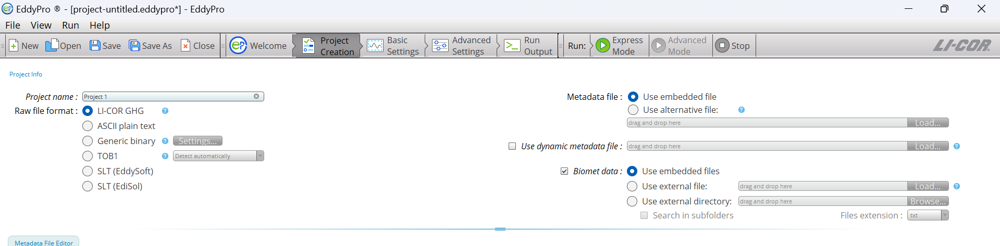 EddyPro ® - [project-untitled.eddypro*] - EddyPro
File View Run Help
New Open Save Save As Close Welcome Project Creation Basic Settings Advanced Settings Run Output Run: Express Mode Advanced Mode Stop LI-COR®
Project Info
Project name : Project 1
Raw file format : LI-COR GHG ?
ASCII plain text
Generic binary ? Settings...
TOB1 ? Detect automatically
SLT (EddySoft)
SLT (EdiSol)
Metadata file : Use embedded file
Use alternative file: ?
drag and drop here Load...
Use dynamic metadata file : drag and drop here Load... ?
Biomet data : Use embedded files
Use external file: drag and drop here Load... ?
Use external directory: drag and drop here Browse...
Search in subfolders Files extension : txt
Metadata File Editor